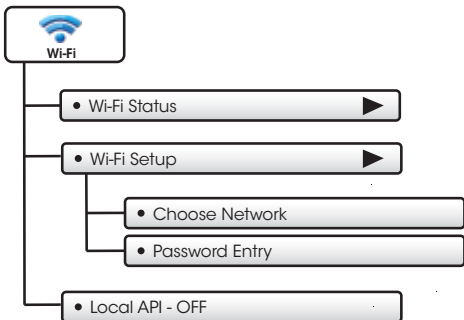 Wi-Fi
• Wi-Fi Status
• Wi-Fi Setup
• Choose Network
• Password Entry
• Local API - OFF